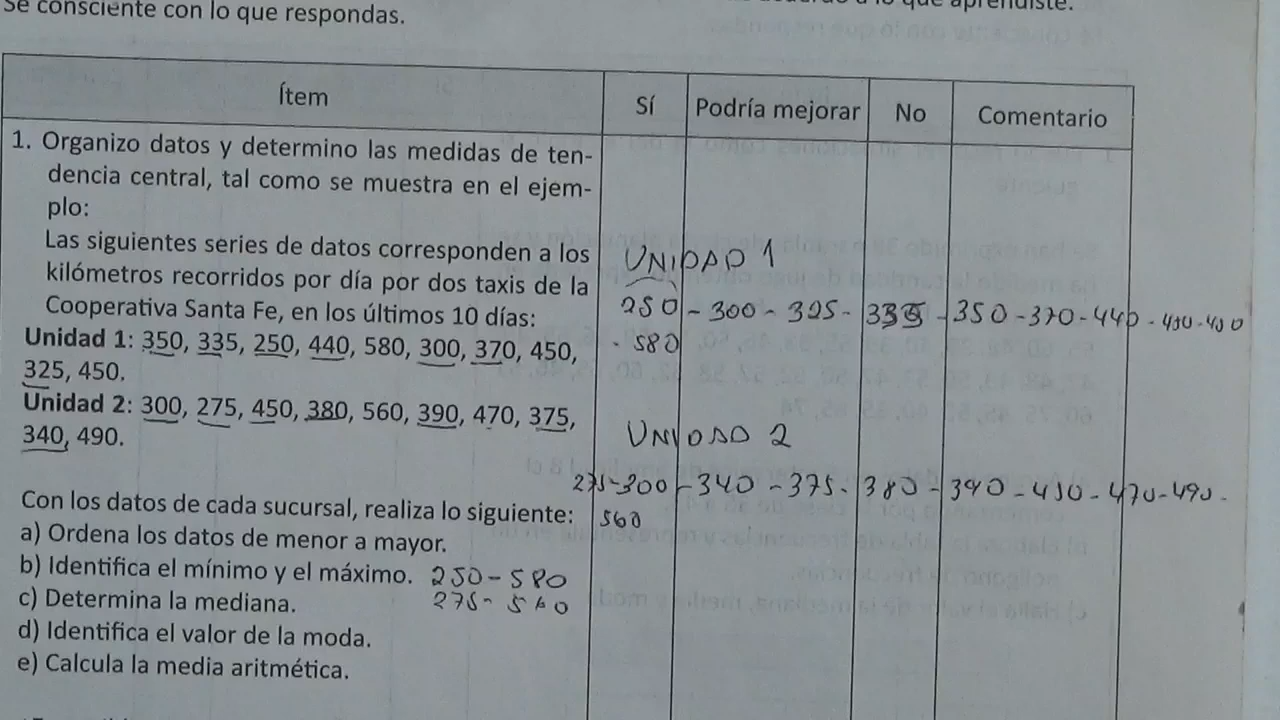 Se consciente con lo que respondas.
aprendiste.
Ítem
Sí
Podría mejorar
No
Comentario
1. Organizo datos y determino las medidas de ten-
dencia central, tal como se muestra en el ejem-
plo:
Las siguientes series de datos corresponden a los
kilómetros recorridos por día por dos taxis de la
Cooperativa Santa Fe, en los últimos 10 días:
Unidad 1: 350, 335, 250, 440, 580, 300, 370, 450,
325, 450.
Unidad 2: 300, 275, 450, 380, 560, 390, 470, 375,
340, 490.
Con los datos de cada sucursal, realiza lo siguiente:
a) Ordena los datos de menor a mayor.
b) Identifica el mínimo y el máximo. 250 - 580
c) Determina la mediana. 275 - 560
d) Identifica el valor de la moda.
e) Calcula la media aritmética.
UNIDAD 1
250 - 300 - 325 - 335 - 350 - 370 - 440 - 450 - 450
- 580
UNIDAD 2
275 - 300 - 340 - 375 - 380 - 390 - 450 - 470 - 490 -
560